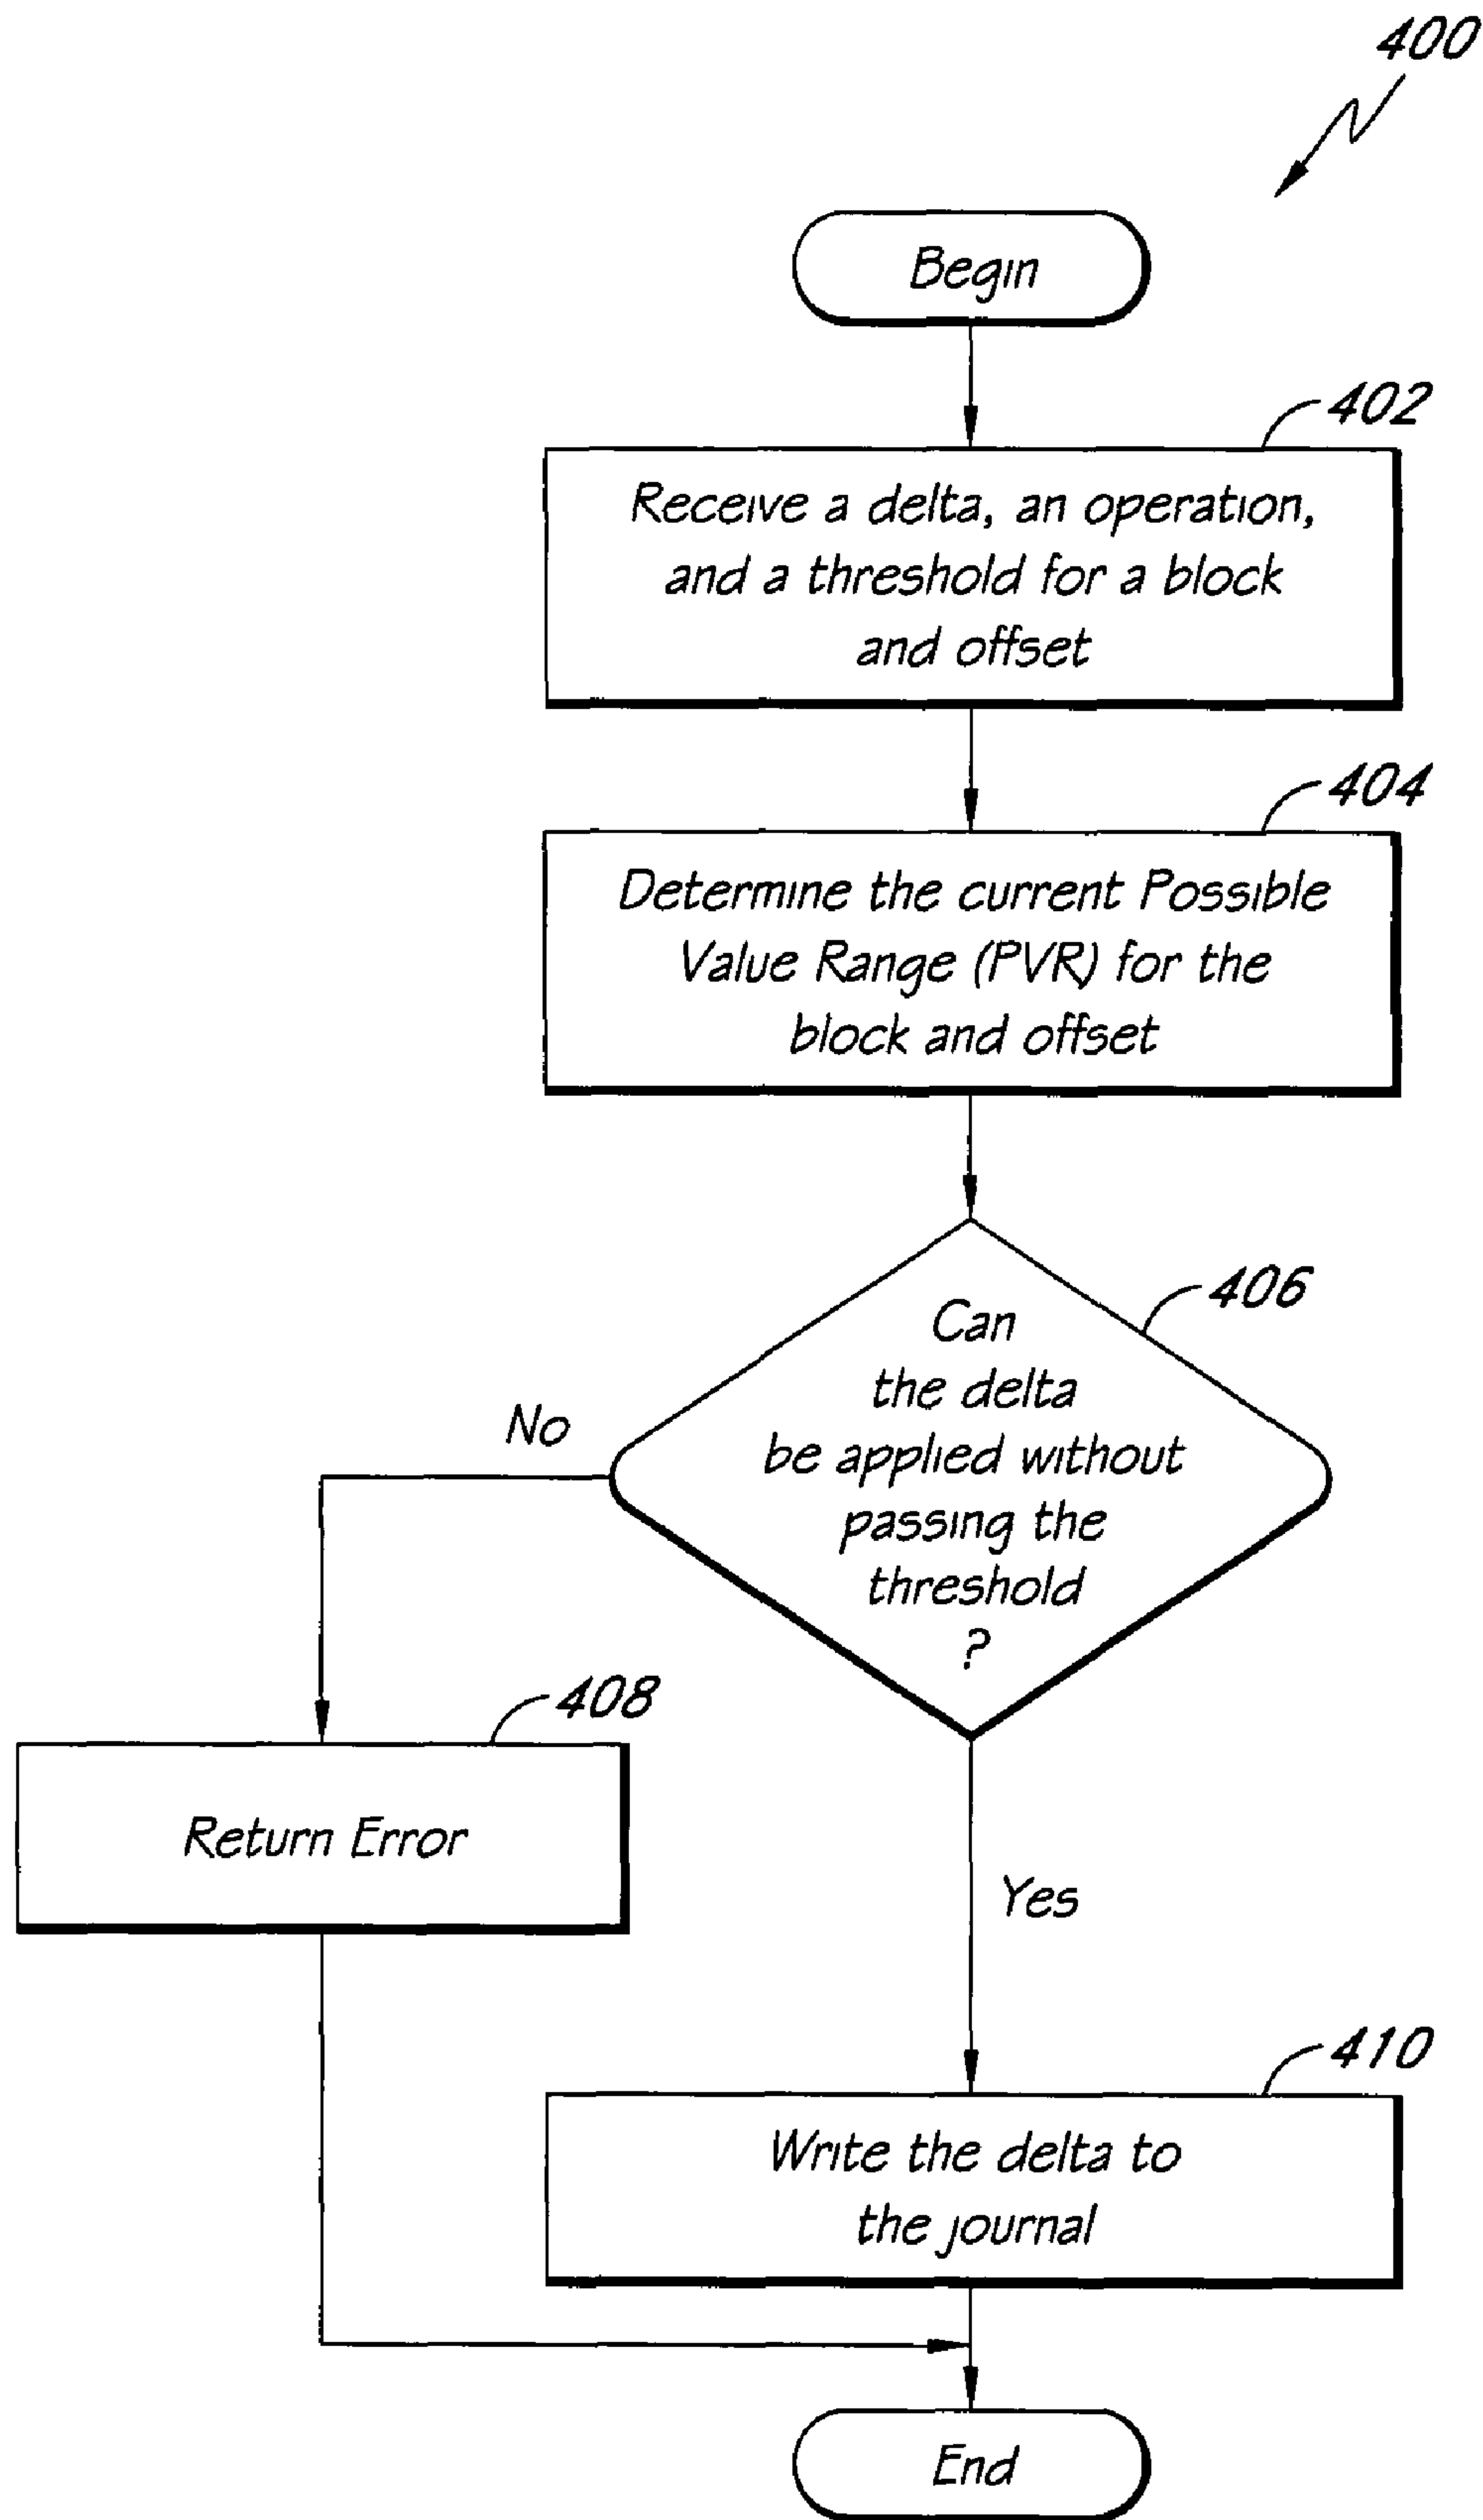 400
Begin
402
Receive a delta, an operation,
and a threshold for a block
and offset
404
Determine the current Possible
Value Range (PVR) for the
block and offset
406
Can
the delta
be applied without
passing the
threshold
?
No
408
Return Error
Yes
410
Write the delta to
the journal
End